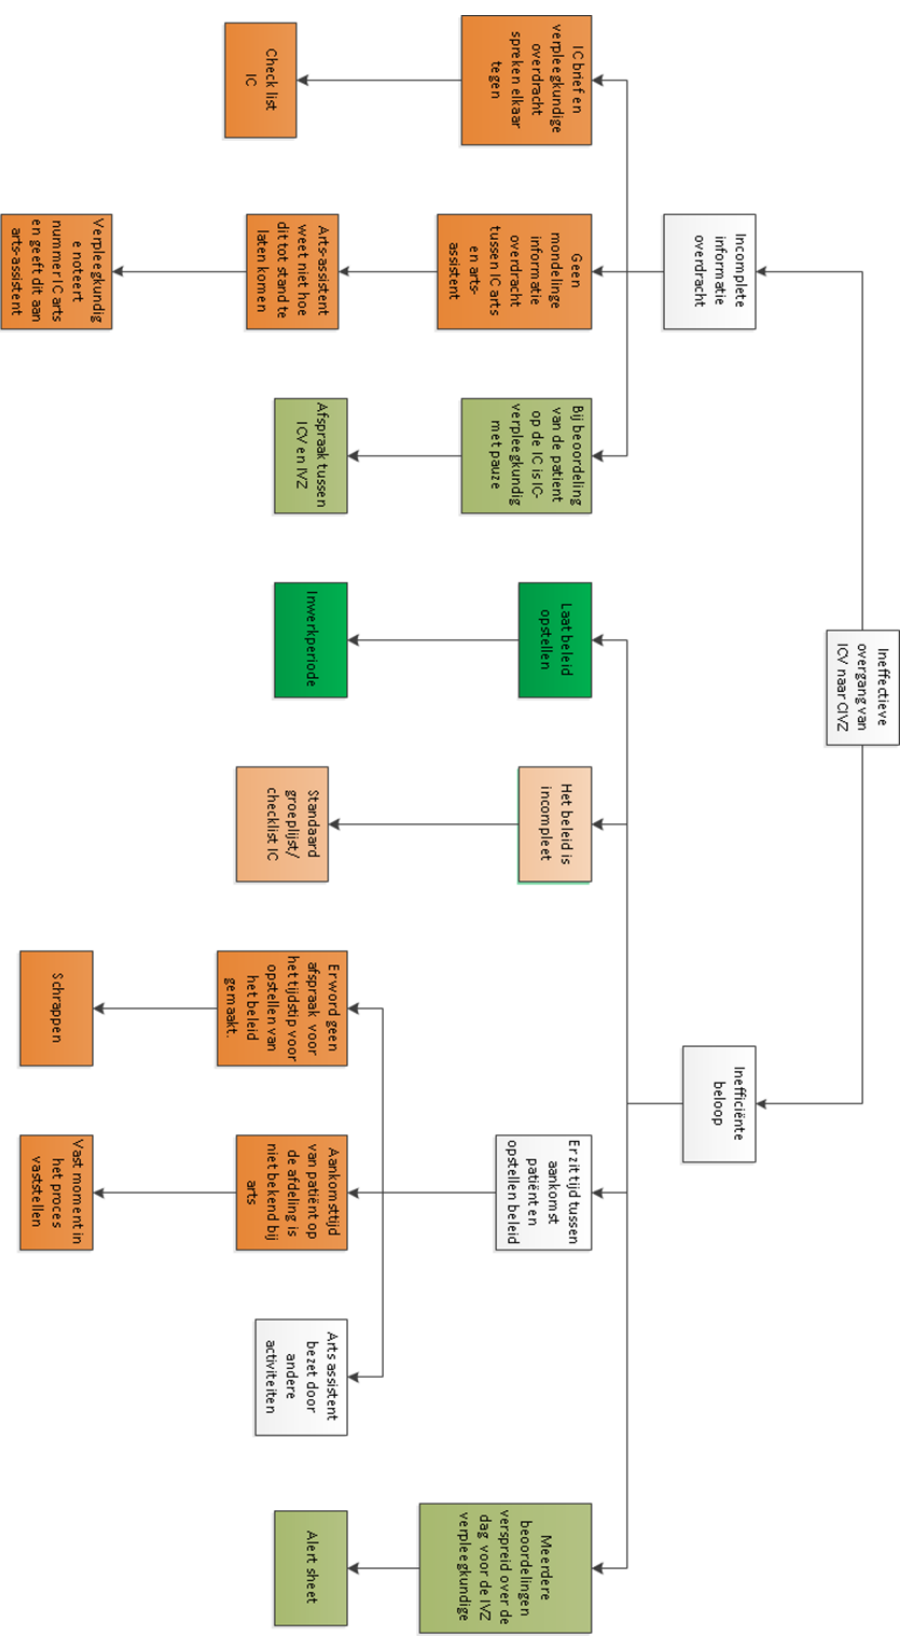 Ineffectieve
overgang van
ICV naar CIVZ
Incomplete
informatie
overdracht
Inefficiënte
beloop
IC brief en
verpleegkundige
overdracht
spreken elkaar
tegen
Geen
mondelinge
informatie
overdracht
tussen IC arts
en arts-
assistent
Bij beoordeling
van de patient
op de IC is IC-
verpleegkundig
met pauze
Laat beleid
opstellen
Het beleid is
incompleet
Er zit tijd tussen
aankomst
patiënt en
opstellen beleid
Meerdere
beoordelingen
verspreid over de
dag voor de IVZ
verpleegkundige
Check list
IC
Arts-assistent
weet niet hoe
dit tot stand te
laten komen
Afspraak tussen
ICV en IVZ
Inwerkperiode
Standaard
groeplijst/
checklist IC
Er word geen
afspraak voor
het tijdstip voor
opstellen van
het beleid
gemaakt.
Aankomsttijd
van patiënt op
de afdeling is
niet bekend bij
arts
Arts assistent
bezet door
andere
activiteiten
Alert sheet
Verpleegkundig
e noteert
nummer IC arts
en geeft dit aan
arts-assistent
Schrappen
Vast moment in
het proces
vaststellen